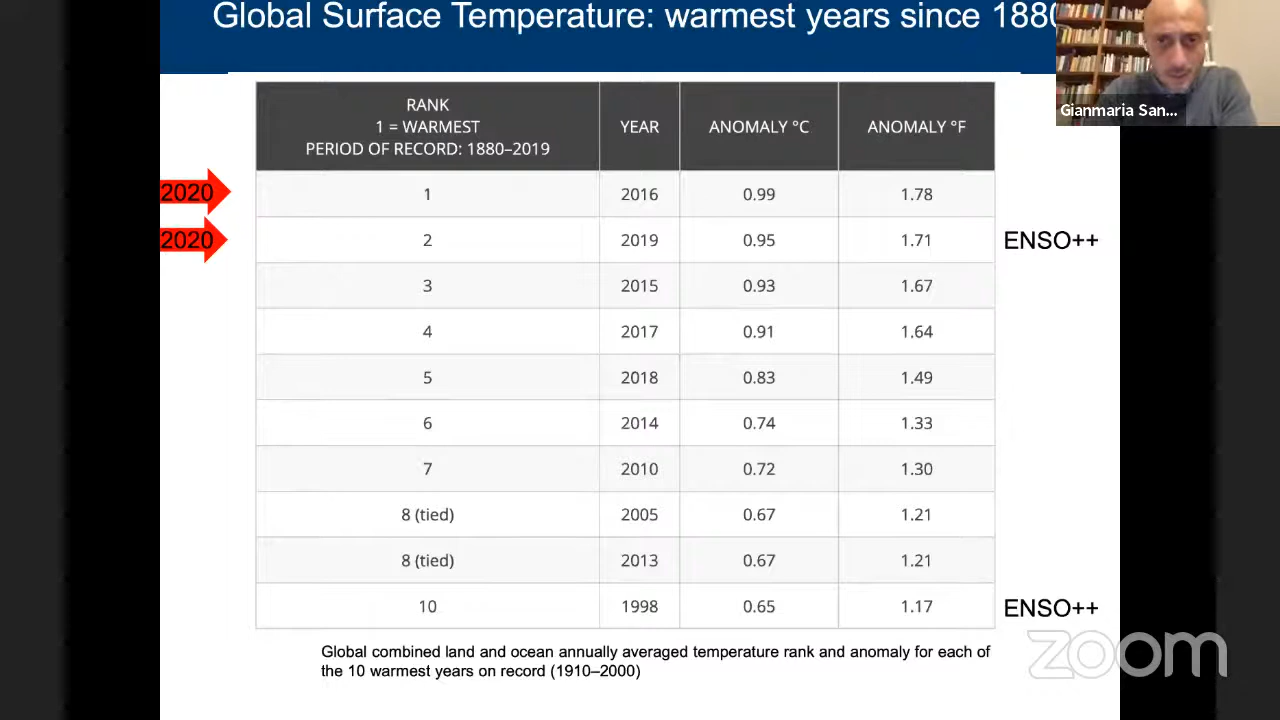 Global Surface Temperature: warmest years since 1880
Gianmaria San...
RANK
1 = WARMEST
PERIOD OF RECORD: 1880–2019
YEAR
ANOMALY °C
ANOMALY °F
2020
1
2016
0.99
1.78
2020
2
2019
0.95
1.71
ENSO++
3
2015
0.93
1.67
4
2017
0.91
1.64
5
2018
0.83
1.49
6
2014
0.74
1.33
7
2010
0.72
1.30
8 (tied)
2005
0.67
1.21
8 (tied)
2013
0.67
1.21
10
1998
0.65
1.17
ENSO++
Global combined land and ocean annually averaged temperature rank and anomaly for each of
the 10 warmest years on record (1910–2000)
zoom